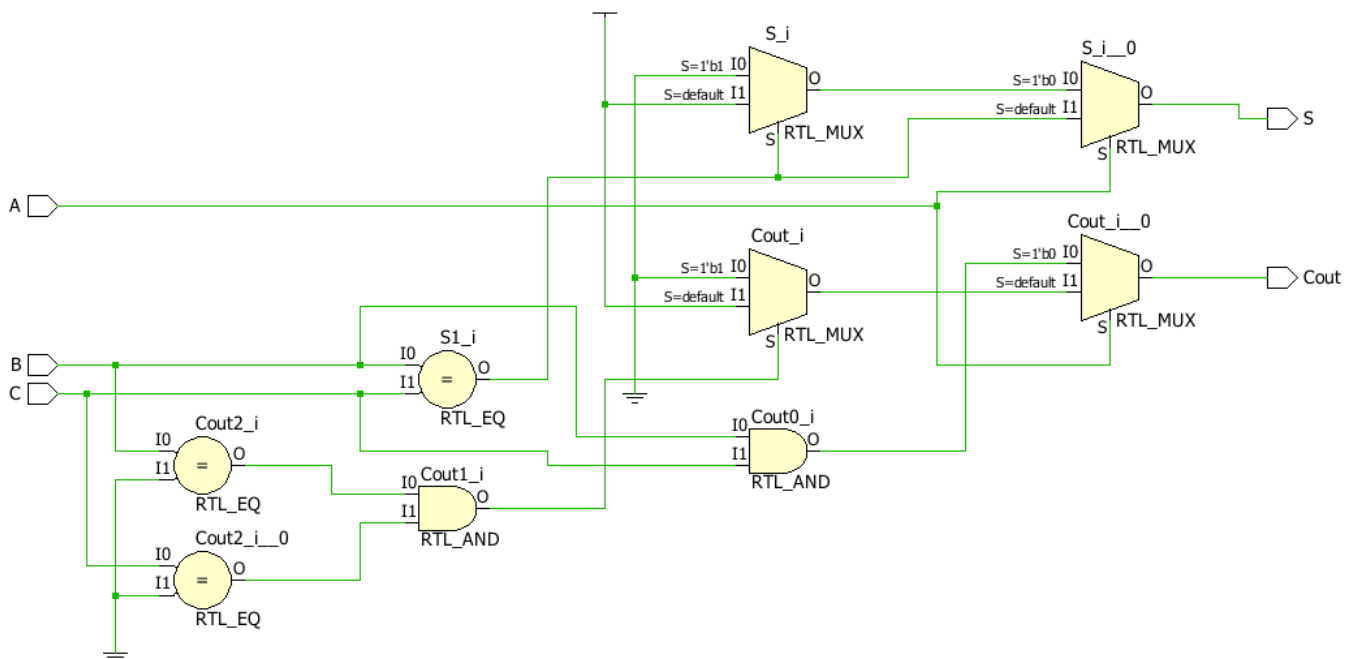 S_i
S=1'b1 I0
O
S=default I1
S
RTL_MUX
S_i__0
S=1'b0 I0
O
S=default I1
S
RTL_MUX
S
A
Cout_i
S=1'b1 I0
O
S=default I1
S
RTL_MUX
Cout_i__0
S=1'b0 I0
O
S=default I1
S
RTL_MUX
Cout
B
C
S1_i
I0
O
I1
=
RTL_EQ
Cout2_i
I0
O
I1
=
RTL_EQ
Cout1_i
I0
O
I1
RTL_AND
Cout0_i
I0
O
I1
RTL_AND
Cout2_i__0
I0
O
I1
=
RTL_EQ